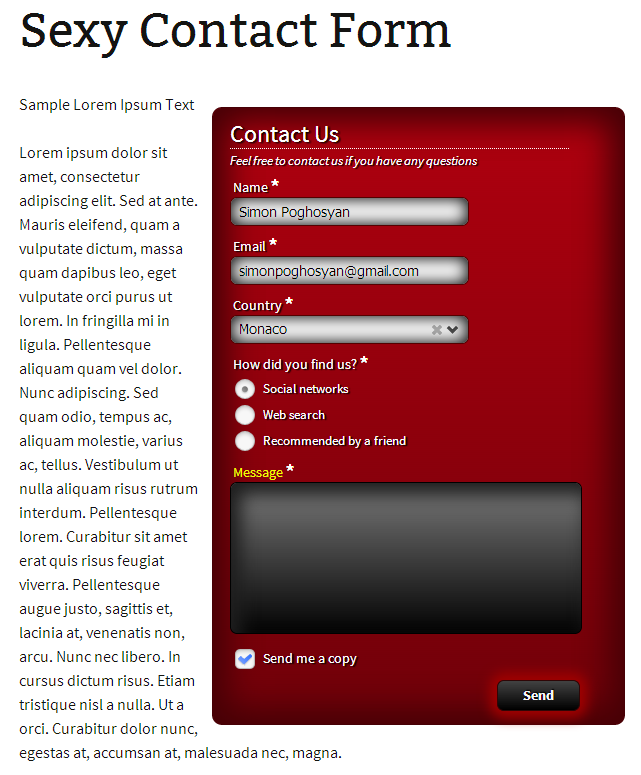 Sexy Contact Form
Sample Lorem Ipsum Text
Lorem ipsum dolor sit
amet, consectetur
adipiscing elit. Sed at ante.
Mauris eleifend, quam a
vulputate dictum, massa
quam dapibus leo, eget
vulputate orci purus ut
lorem. In fringilla mi in
ligula. Pellentesque
aliquam quam vel dolor.
Nunc adipiscing. Sed
quam odio, tempus ac,
aliquam molestie, varius
ac, tellus. Vestibulum ut
nulla aliquam risus rutrum
interdum. Pellentesque
lorem. Curabitur sit amet
erat quis risus feugiat
viverra. Pellentesque
augue justo, sagittis et,
lacinia at, venenatis non,
arcu. Nunc nec libero. In
cursus dictum risus. Etiam
tristique nisl a nulla. Ut a
orci. Curabitur dolor nunc,
egestas at, accumsan at, malesuada nec, magna.
Contact Us
Feel free to contact us if you have any questions
Name *
Simon Poghosyan
Email *
simonpoghosyan@gmail.com
Country *
Monaco
How did you find us? *
Social networks
Web search
Recommended by a friend
Message *
Send me a copy
Send